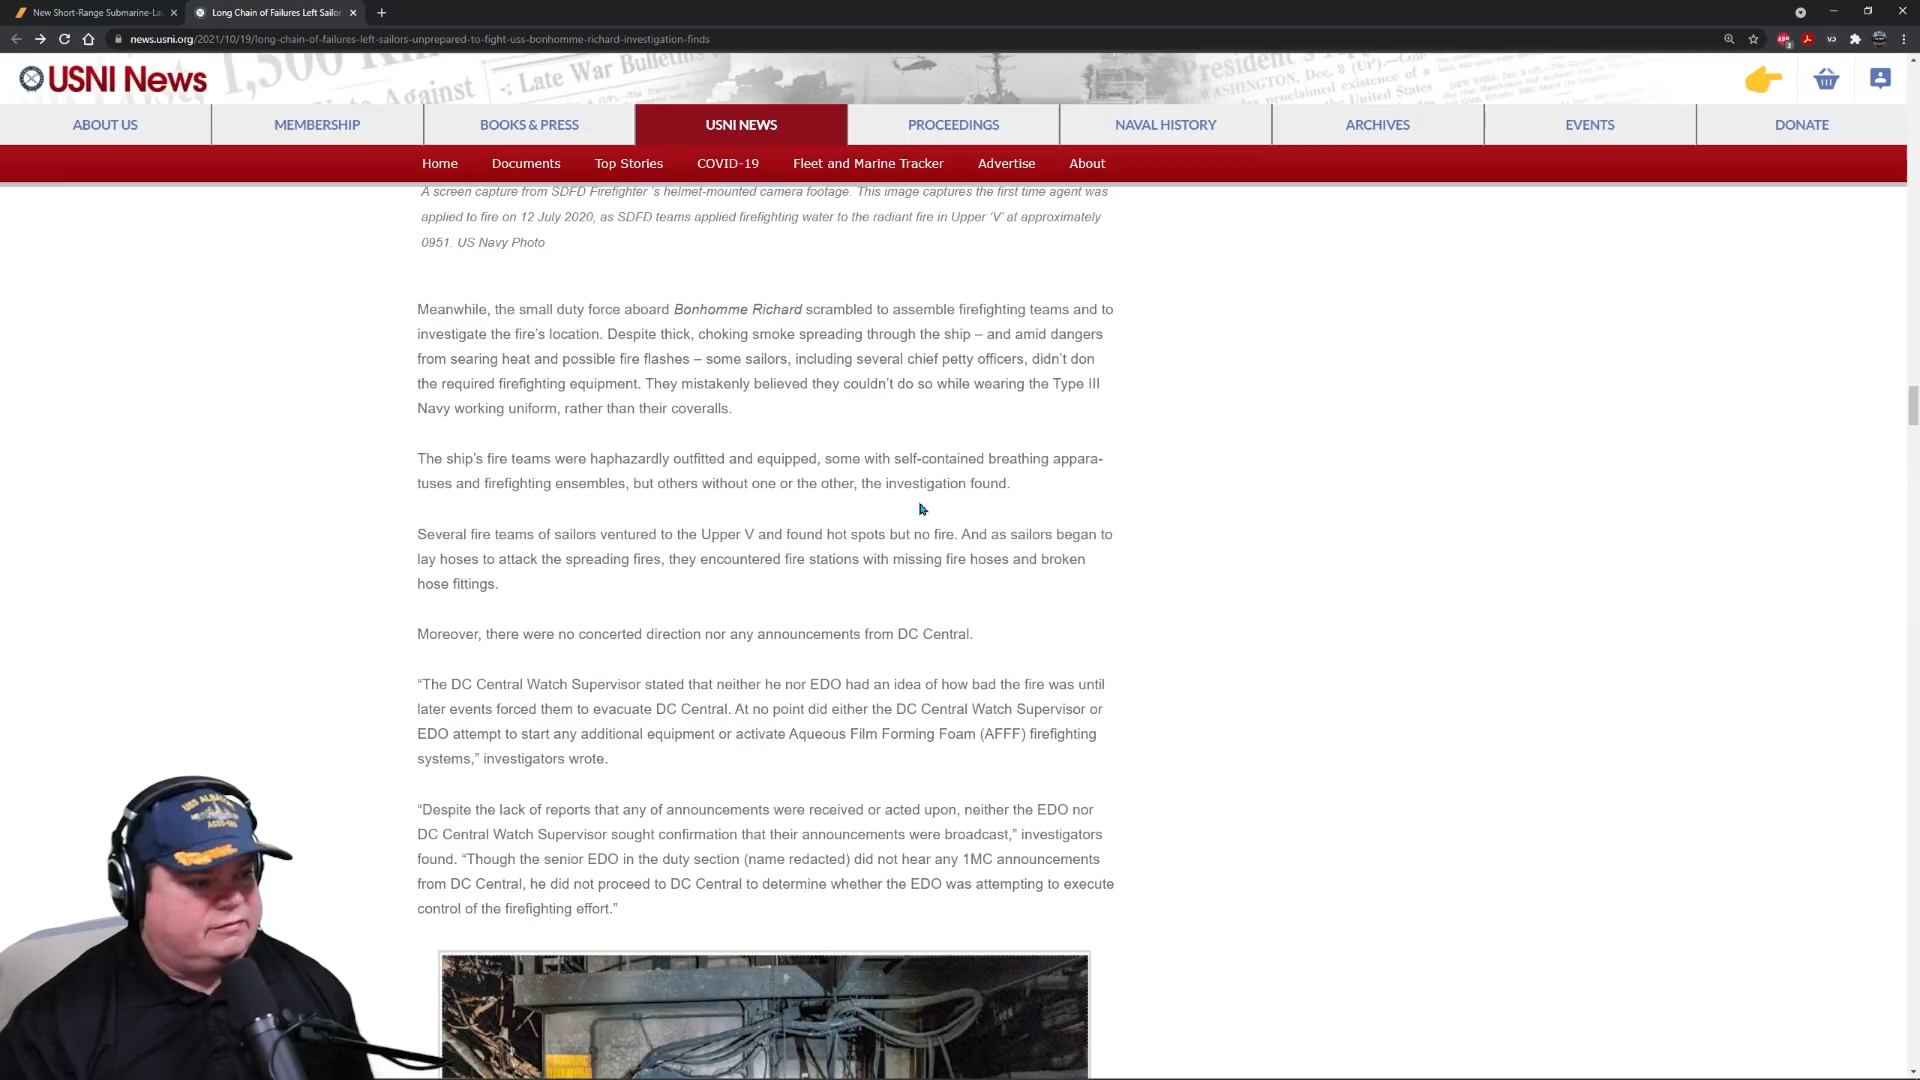 New Short-Range Submarine-La
Long Chain of Failures Left Sailor
news.usni.org/2021/10/19/long-chain-of-failures-left-sailors-unprepared-to-fight-uss-bonhomme-richard-investigation-finds
USNI News
Against
Late War Bulletins
President's
WASHINGTON, Dec. 8 (UP).
ABOUT US
MEMBERSHIP
BOOKS & PRESS
USNI NEWS
PROCEEDINGS
NAVAL HISTORY
ARCHIVES
EVENTS
DONATE
Home
Documents
Top Stories
COVID-19
Fleet and Marine Tracker
Advertise
About
A screen capture from SDFD Firefighter 's helmet-mounted camera footage. This image captures the first time agent was
applied to fire on 12 July 2020, as SDFD teams applied firefighting water to the radiant fire in Upper 'V' at approximately
0951. US Navy Photo
Meanwhile, the small duty force aboard Bonhomme Richard scrambled to assemble firefighting teams and to
investigate the fire's location. Despite thick, choking smoke spreading through the ship – and amid dangers
from searing heat and possible fire flashes – some sailors, including several chief petty officers, didn't don
the required firefighting equipment. They mistakenly believed they couldn't do so while wearing the Type III
Navy working uniform, rather than their coveralls.
The ship's fire teams were haphazardly outfitted and equipped, some with self-contained breathing appara-
tuses and firefighting ensembles, but others without one or the other, the investigation found.
Several fire teams of sailors ventured to the Upper V and found hot spots but no fire. And as sailors began to
lay hoses to attack the spreading fires, they encountered fire stations with missing fire hoses and broken
hose fittings.
Moreover, there were no concerted direction nor any announcements from DC Central.
“The DC Central Watch Supervisor stated that neither he nor EDO had an idea of how bad the fire was until
later events forced them to evacuate DC Central. At no point did either the DC Central Watch Supervisor or
EDO attempt to start any additional equipment or activate Aqueous Film Forming Foam (AFFF) firefighting
systems,” investigators wrote.
“Despite the lack of reports that any of announcements were received or acted upon, neither the EDO nor
DC Central Watch Supervisor sought confirmation that their announcements were broadcast,” investigators
found. “Though the senior EDO in the duty section (name redacted) did not hear any 1MC announcements
from DC Central, he did not proceed to DC Central to determine whether the EDO was attempting to execute
control of the firefighting effort.”